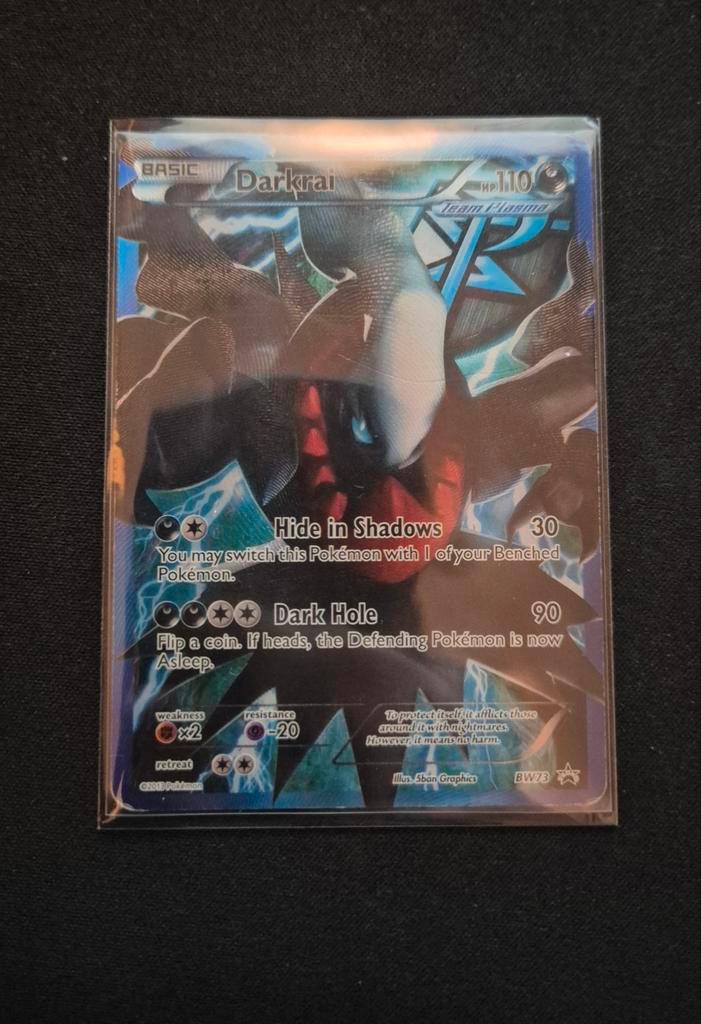 BASIC Darkrai HP110
Team Plasma
Hide in Shadows 30
You may switch this Pokémon with 1 of your Benched
Pokémon.
Dark Hole 90
Flip a coin. If heads, the Defending Pokémon is now
Asleep.
weakness resistance
×2 -20
To protect itself, it afflicts those
around it with nightmares.
However, it means no harm.
retreat
Illus. 5ban Graphics BW73
©2013 Pokémon